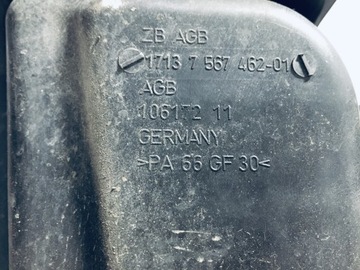 ZB AGB
1713 7 567 462-01
AGB
106172 11
GERMANY
>PA 66 GF 30<